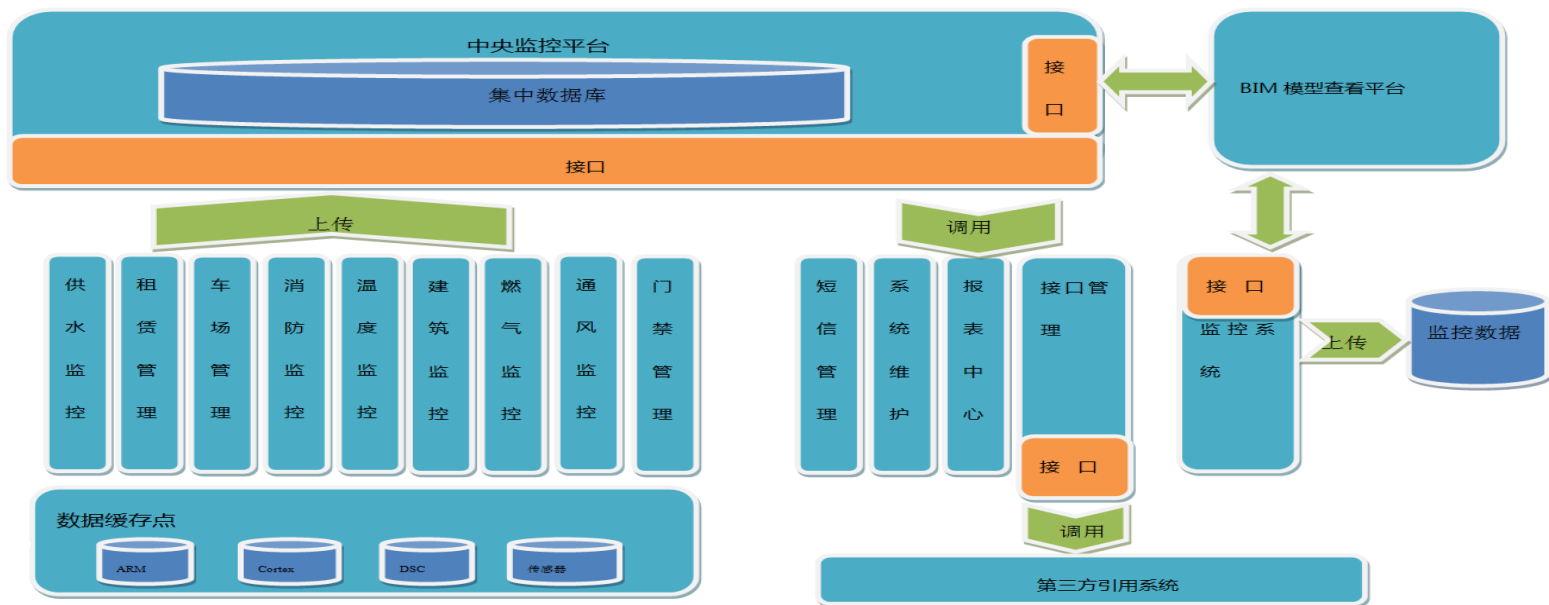 中央监控平台
集中数据库
接口
接口
BIM 模型查看平台
上传
调用
供水监控
租赁管理
车场管理
消防监控
温度监控
建筑监控
燃气监控
通风监控
门禁管理
短信管理
系统维护
报表中心
接口管理
接口
接口
监控系统
上传
监控数据
数据缓存点
ARM
Cortex
DSC
传感器
调用
第三方引用系统